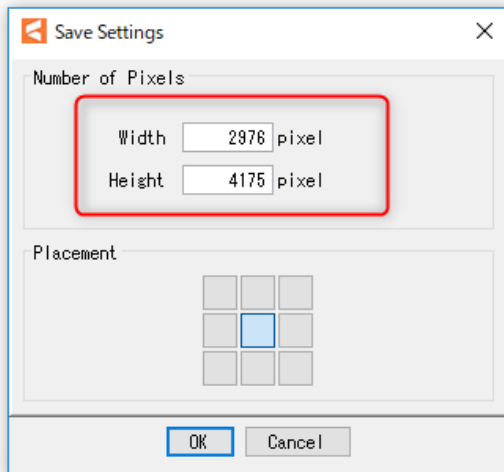 Save Settings
Number of Pixels
Width 2976 pixel
Height 4175 pixel
Placement
OK Cancel